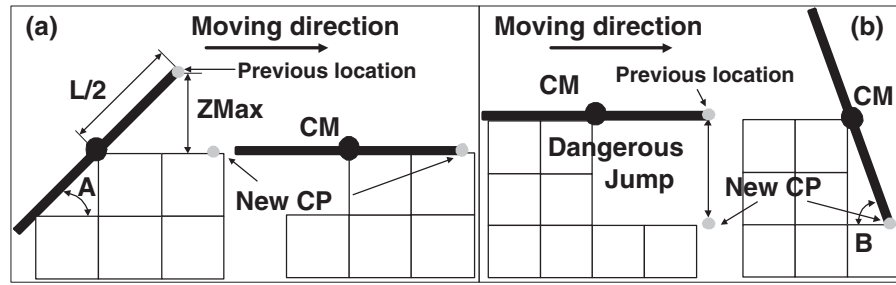 (a)
Moving direction
Previous location
L/2
ZMax
CM
A
New CP
Moving direction
(b)
Previous location
CM
CM
Dangerous
Jump
New CP
B